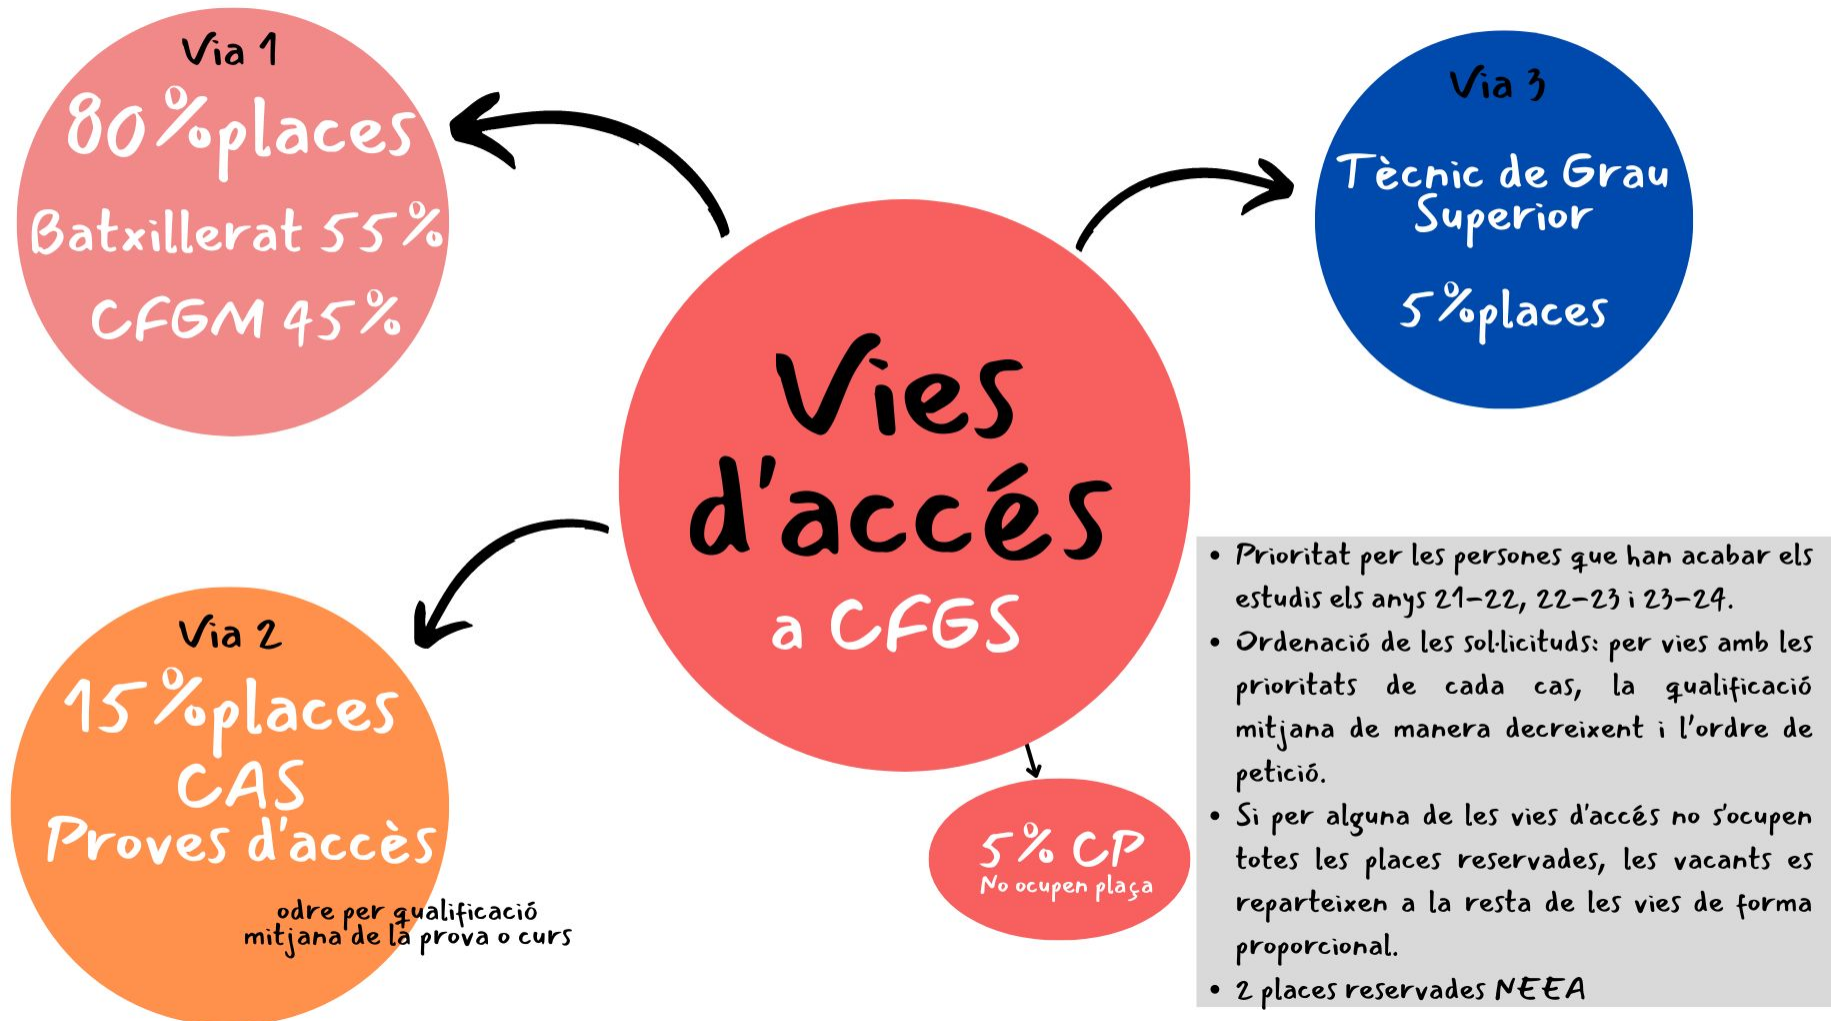 Via 1
80%places
Batxillerat 55%
CFGM 45%
Via 3
Tècnic de Grau
Superior
5%places
Vies
d'accés
a CFGS
Via 2
15%places
CAS
Proves d'accès
odre per qualificació
mitjana de la prova o curs
5% CP
No ocupen plaça
• Prioritat per les persones que han acabar els
estudis els anys 21-22, 22-23 i 23-24.
• Ordenació de les sol·licituds: per vies amb les
prioritats de cada cas, la qualificació
mitjana de manera decreixent i l'ordre de
petició.
• Si per alguna de les vies d'accés no s'ocupen
totes les places reservades, les vacants es
reparteixen a la resta de les vies de forma
proporcional.
• 2 places reservades NEEA